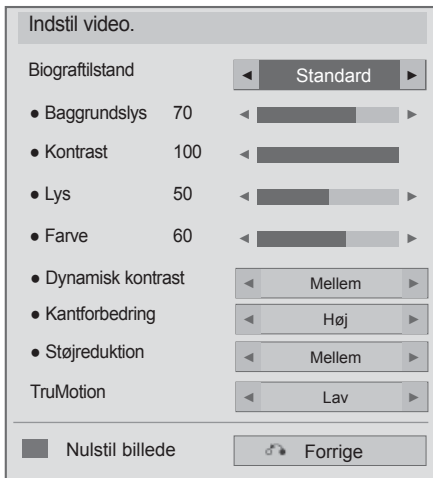 Indstil video.
Biograftilstand ◄ Standard ►
● Baggrundslys 70 ◄ ►
● Kontrast 100 ◄
● Lys 50 ◄ ►
● Farve 60 ◄ ►
● Dynamisk kontrast ◄ Mellem ►
● Kantforbedring ◄ Høj ►
● Støjreduktion ◄ Mellem ►
TruMotion ◄ Lav ►
Nulstil billede Forrige